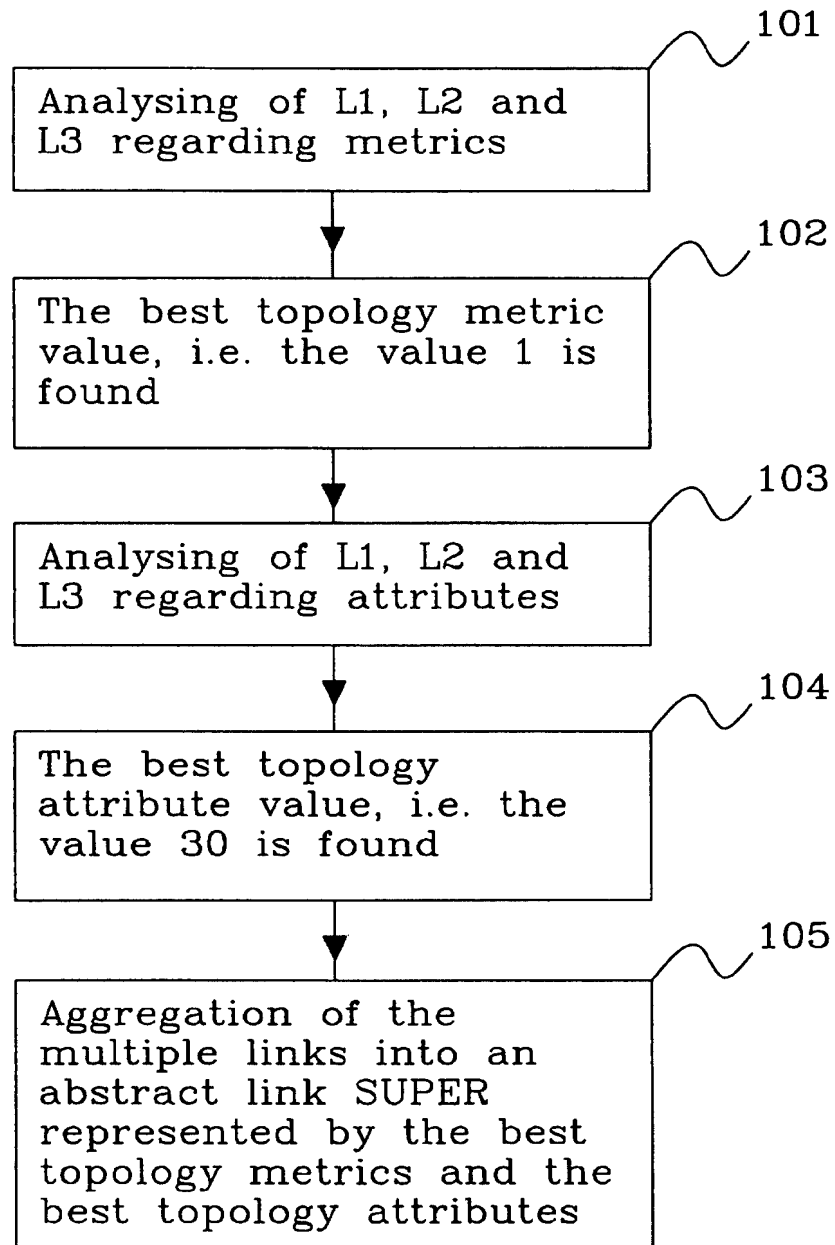 101
Analysing of L1, L2 and
L3 regarding metrics
102
The best topology metric
value, i.e. the value 1 is
found
103
Analysing of L1, L2 and
L3 regarding attributes
104
The best topology
attribute value, i.e. the
value 30 is found
105
Aggregation of the
multiple links into an
abstract link SUPER
represented by the best
topology metrics and the
best topology attributes